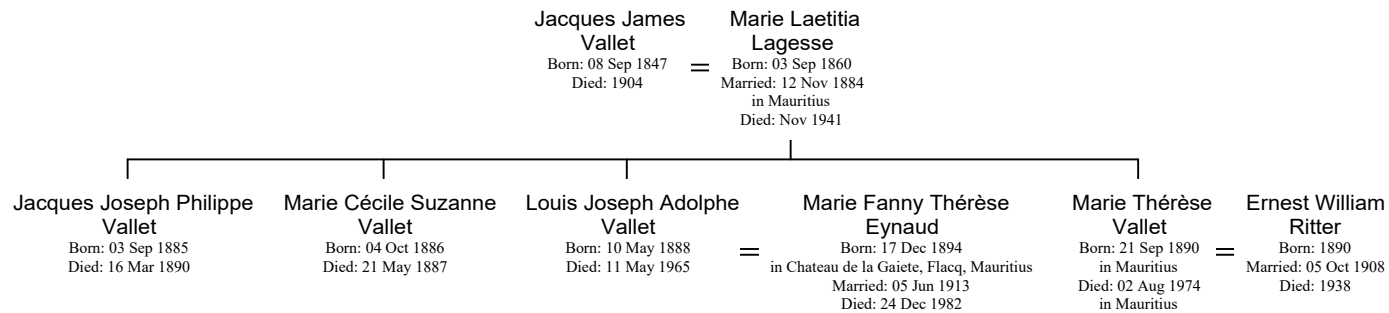 Jacques James
Vallet
Born: 08 Sep 1847
Died: 1904
=
Marie Laetitia
Lagesse
Born: 03 Sep 1860
Married: 12 Nov 1884
in Mauritius
Died: Nov 1941
Jacques Joseph Philippe
Vallet
Born: 03 Sep 1885
Died: 16 Mar 1890
Marie Cécile Suzanne
Vallet
Born: 04 Oct 1886
Died: 21 May 1887
Louis Joseph Adolphe
Vallet
Born: 10 May 1888
Died: 11 May 1965
=
Marie Fanny Thérèse
Eynaud
Born: 17 Dec 1894
in Chateau de la Gaiete, Flacq, Mauritius
Married: 05 Jun 1913
Died: 24 Dec 1982
Marie Thérèse
Vallet
Born: 21 Sep 1890
in Mauritius
Died: 02 Aug 1974
in Mauritius
=
Ernest William
Ritter
Born: 1890
Married: 05 Oct 1908
Died: 1938